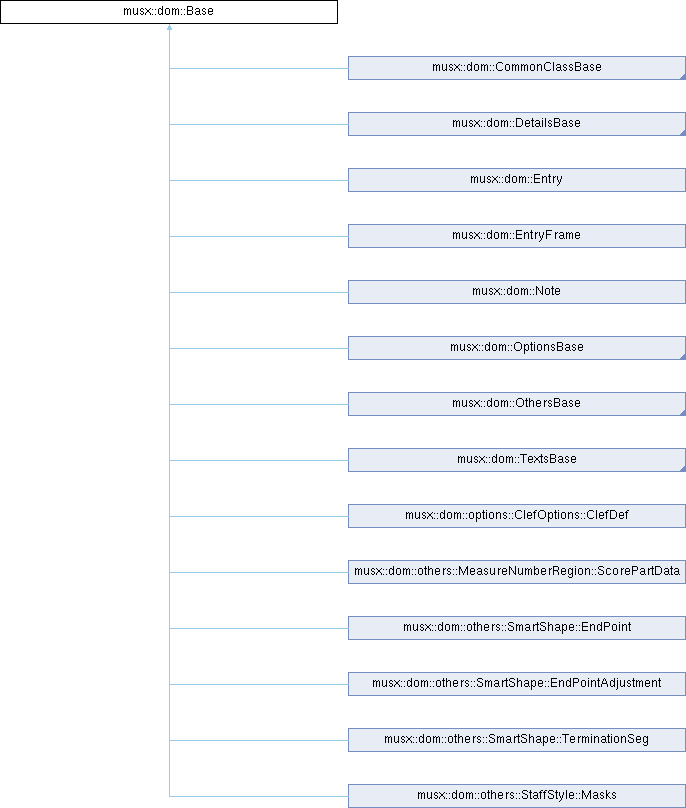 musx::dom::Base
musx::dom::CommonClassBase
musx::dom::DetailsBase
musx::dom::Entry
musx::dom::EntryFrame
musx::dom::Note
musx::dom::OptionsBase
musx::dom::OthersBase
musx::dom::TextsBase
musx::dom::options::ClefOptions::ClefDef
musx::dom::others::MeasureNumberRegion::ScorePartData
musx::dom::others::SmartShape::EndPoint
musx::dom::others::SmartShape::EndPointAdjustment
musx::dom::others::SmartShape::TerminationSeg
musx::dom::others::StaffStyle::Masks